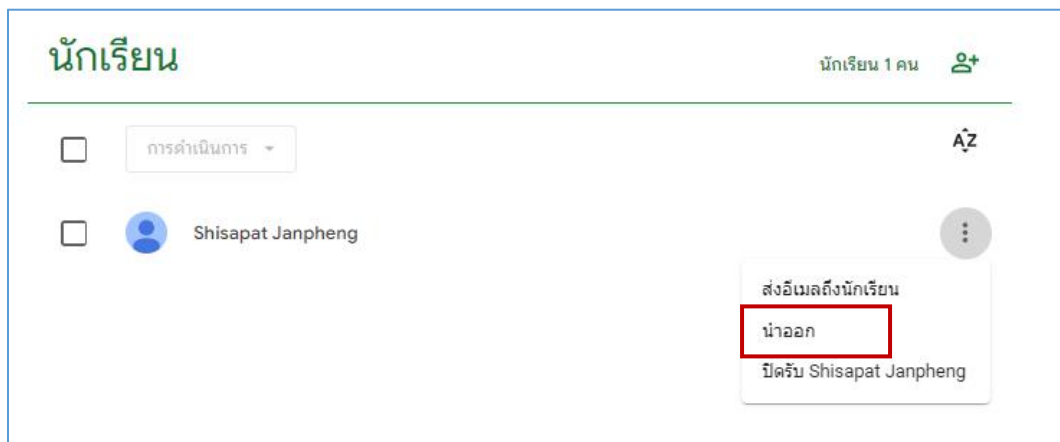 นักเรียน
นักเรียน 1 คน
การดำเนินการ
AZ
Shisapat Janpheng
ส่งอีเมลถึงนักเรียน
นำออก
ปิดรับ Shisapat Janpheng